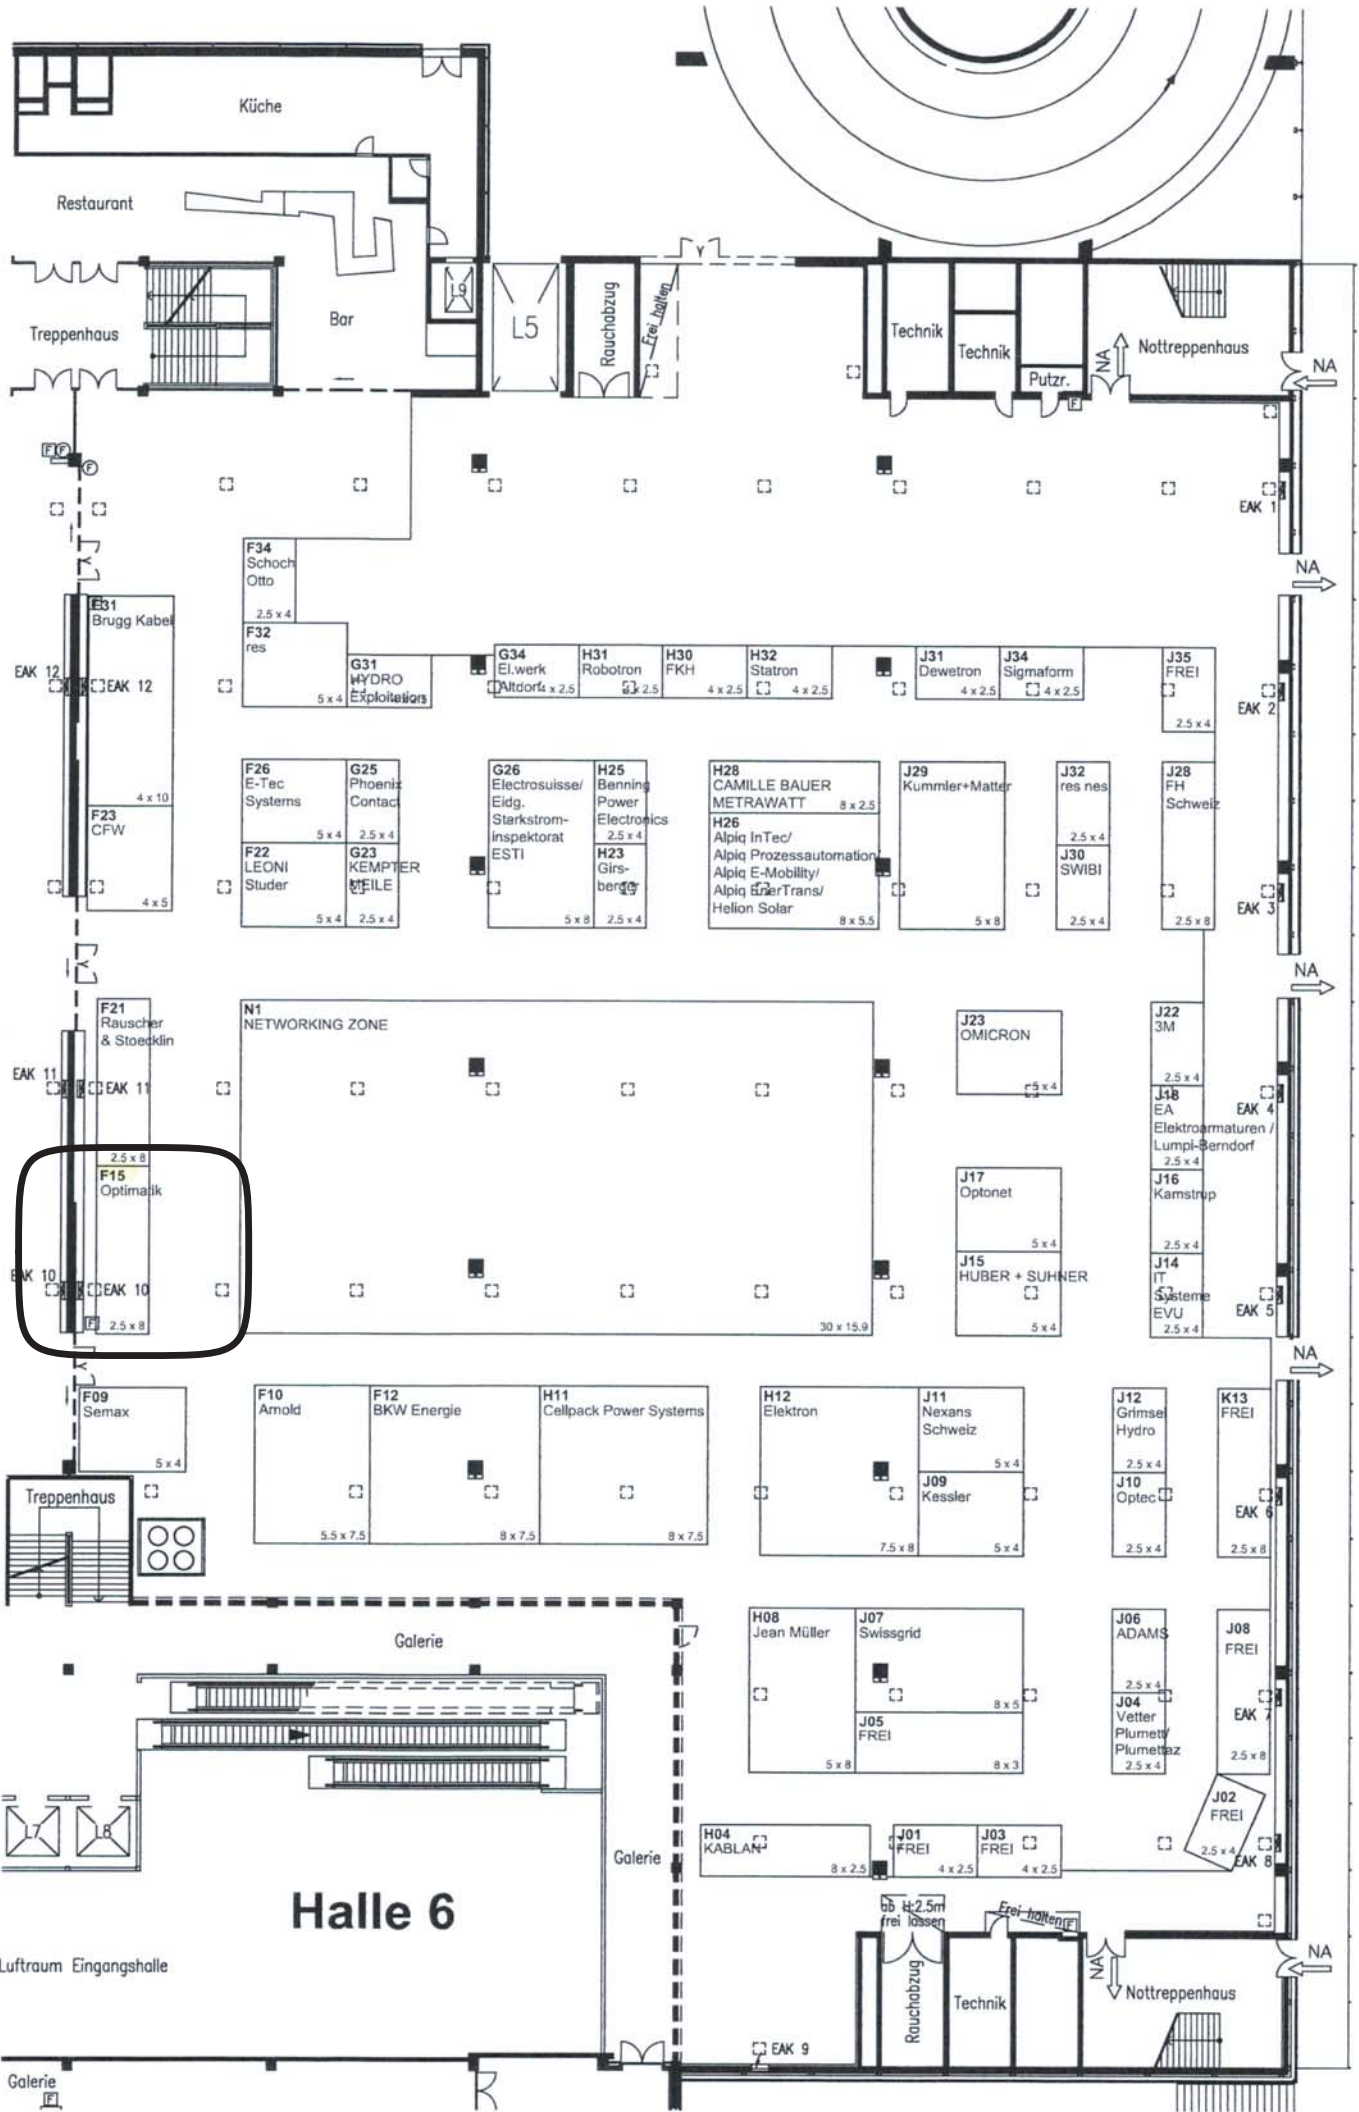 Küche
Restaurant
L9
L5
Rauchabzug
Frei halten
Treppenhaus
Bar
Technik
Technik
Putzr.
NA
Nottreppenhaus
NA
F
F
F
F
EAK 1
NA
F34
Schoch
Otto
2.5 x 4
F31
Brugg Kabel
4 x 10
F32
res
5 x 4
G31
HYDRO
Exploitation
G34
El.werk
Altdorf
4 x 2.5
H31
Robotron
4 x 2.5
H30
FKH
4 x 2.5
H32
Statron
4 x 2.5
J31
Dewetron
4 x 2.5
J34
Sigmaform
4 x 2.5
J35
FREI
2.5 x 4
EAK 12
EAK 12
EAK 2
F26
E-Tec
Systems
5 x 4
G25
Phoenix
Contact
2.5 x 4
G26
Electrosuisse/
Eidg.
Starkstrom-
inspektorat
ESTI
5 x 8
H25
Benning
Power
Electronics
2.5 x 4
H28
CAMILLE BAUER
METRAWATT
8 x 2.5
J29
Kummler+Matter
5 x 8
J32
res nes
2.5 x 4
J28
FH
Schweiz
2.5 x 8
F23
CFW
4 x 5
F22
LEONI
Studer
5 x 4
G23
KEMPTER
MEILE
2.5 x 4
H23
Girs-
berger
2.5 x 4
H26
Alpiq InTec/
Alpiq Prozessautomation/
Alpiq E-Mobility/
Alpiq EnerTrans/
Helion Solar
8 x 5.5
J30
SWIBI
2.5 x 4
EAK 3
NA
F21
Rauscher
& Stoecklin
2.5 x 8
N1
NETWORKING ZONE
30 x 15.9
J23
OMICRON
5 x 4
J22
3M
2.5 x 4
EAK 11
EAK 11
J18
EA
Elektroarmaturen /
Lumpi-Berndorf
2.5 x 4
EAK 4
F15
Optimatik
2.5 x 8
J17
Optonet
5 x 4
J16
Kamstrup
2.5 x 4
EAK 10
EAK 10
F
J15
HUBER + SUHNER
5 x 4
J14
IT
Systeme
EVU
2.5 x 4
EAK 5
NA
F09
Semax
5 x 4
F10
Arnold
5.5 x 7.5
F12
BKW Energie
8 x 7.5
H11
Cellpack Power Systems
8 x 7.5
H12
Elektron
7.5 x 8
J11
Nexans
Schweiz
5 x 4
J12
Grimsel
Hydro
2.5 x 4
K13
FREI
2.5 x 8
J09
Kessler
5 x 4
J10
Optec
2.5 x 4
EAK 6
Treppenhaus
Galerie
H08
Jean Müller
5 x 8
J07
Swissgrid
8 x 5
J06
ADAMS
2.5 x 4
J08
FREI
2.5 x 8
J05
FREI
8 x 3
J04
Vetter
Plumett/
Plumettaz
2.5 x 4
EAK 7
J02
FREI
2.5 x 4
L7
L8
Galerie
H04
KABLAN
8 x 2.5
J01
FREI
4 x 2.5
J03
FREI
4 x 2.5
EAK 8
Halle 6
ab H:2.5m
frei lassen
Frei halten
F
Luftraum Eingangshalle
Rauchabzug
Technik
NA
Nottreppenhaus
NA
EAK 9
Galerie
F